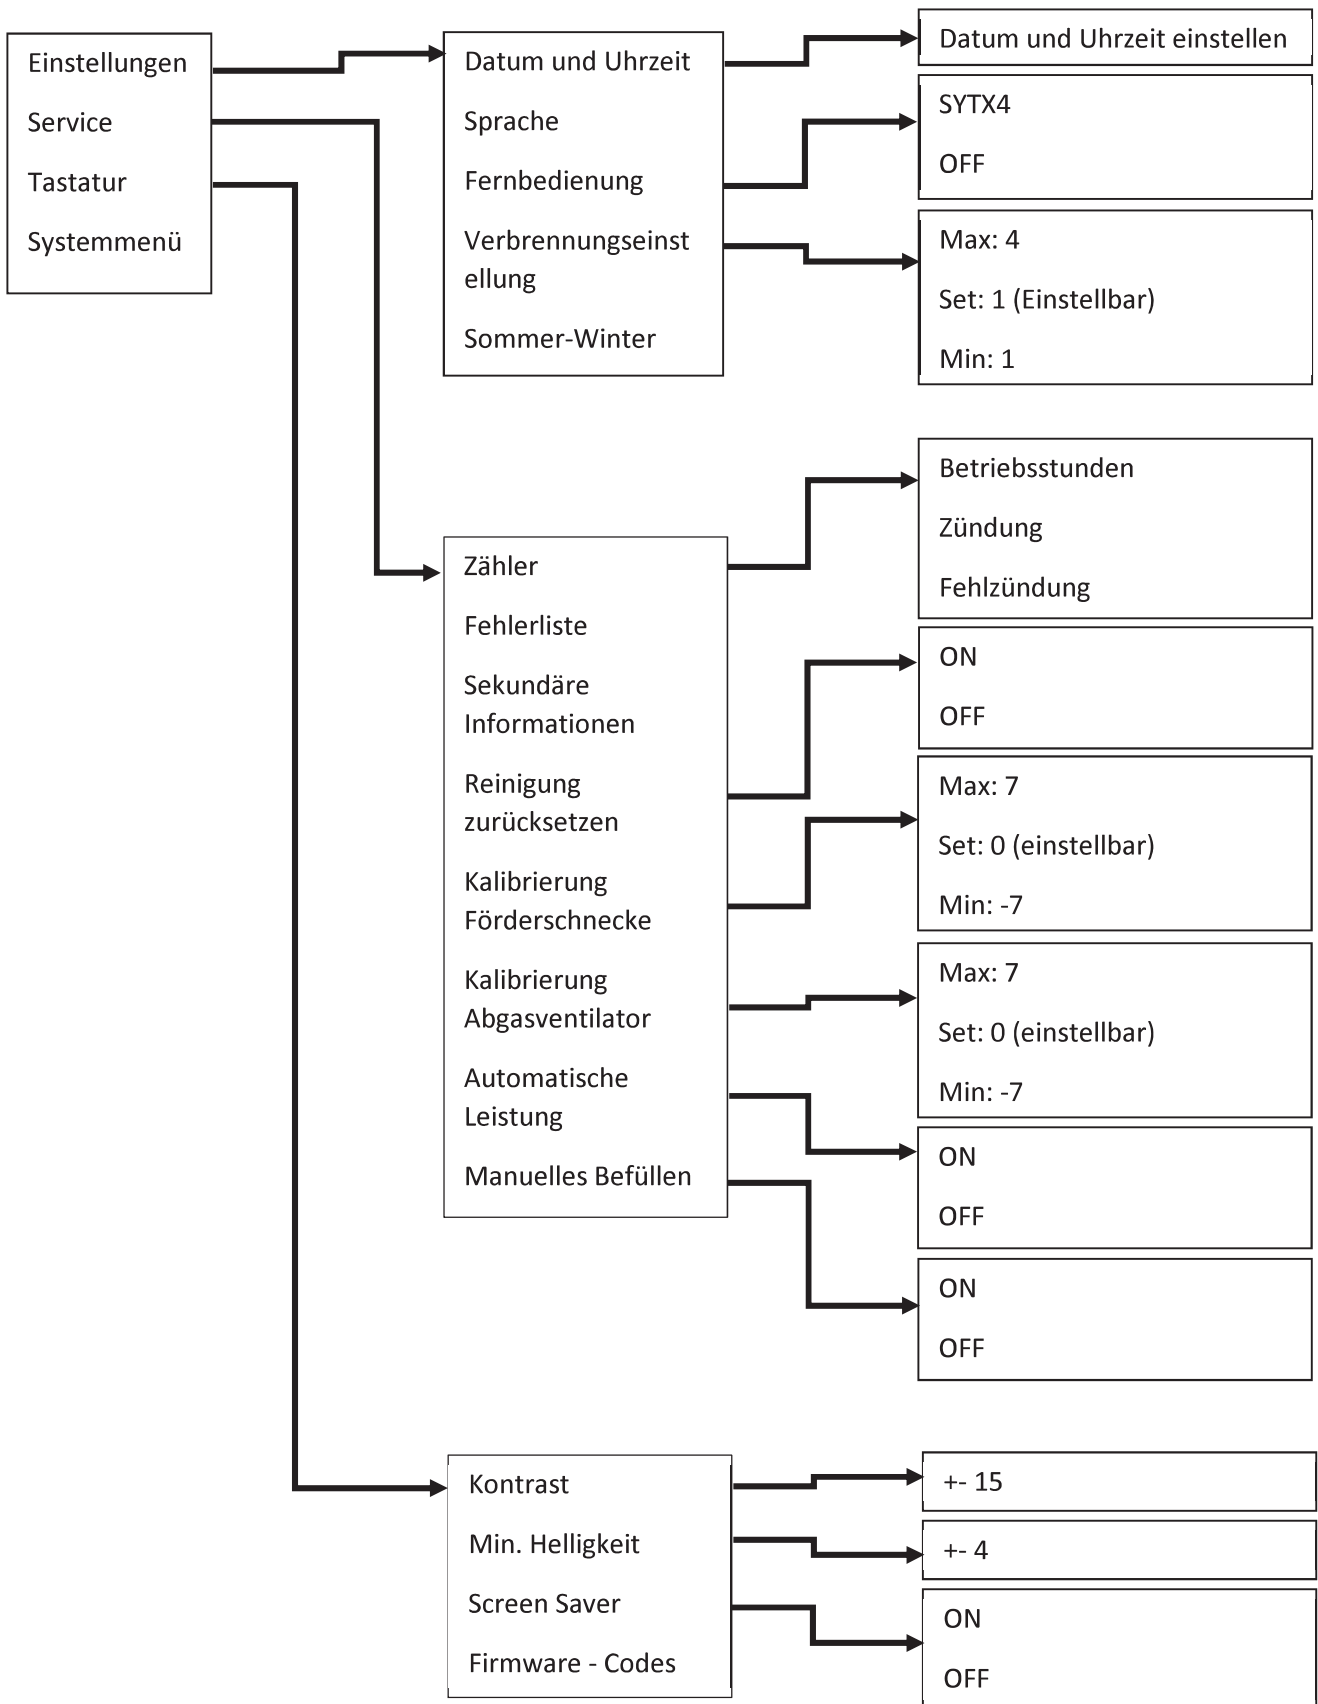 Einstellungen
Service
Tastatur
Systemmenü
Datum und Uhrzeit
Sprache
Fernbedienung
Verbrennungseinst
ellung
Sommer-Winter
Datum und Uhrzeit einstellen
SYTX4
OFF
Max: 4
Set: 1 (Einstellbar)
Min: 1
Zähler
Fehlerliste
Sekundäre
Informationen
Reinigung
zurücksetzen
Kalibrierung
Förderschnecke
Kalibrierung
Abgasventilator
Automatische
Leistung
Manuelles Befüllen
Betriebsstunden
Zündung
Fehlzündung
ON
OFF
Max: 7
Set: 0 (einstellbar)
Min: -7
Max: 7
Set: 0 (einstellbar)
Min: -7
ON
OFF
ON
OFF
Kontrast
Min. Helligkeit
Screen Saver
Firmware - Codes
+- 15
+- 4
ON
OFF